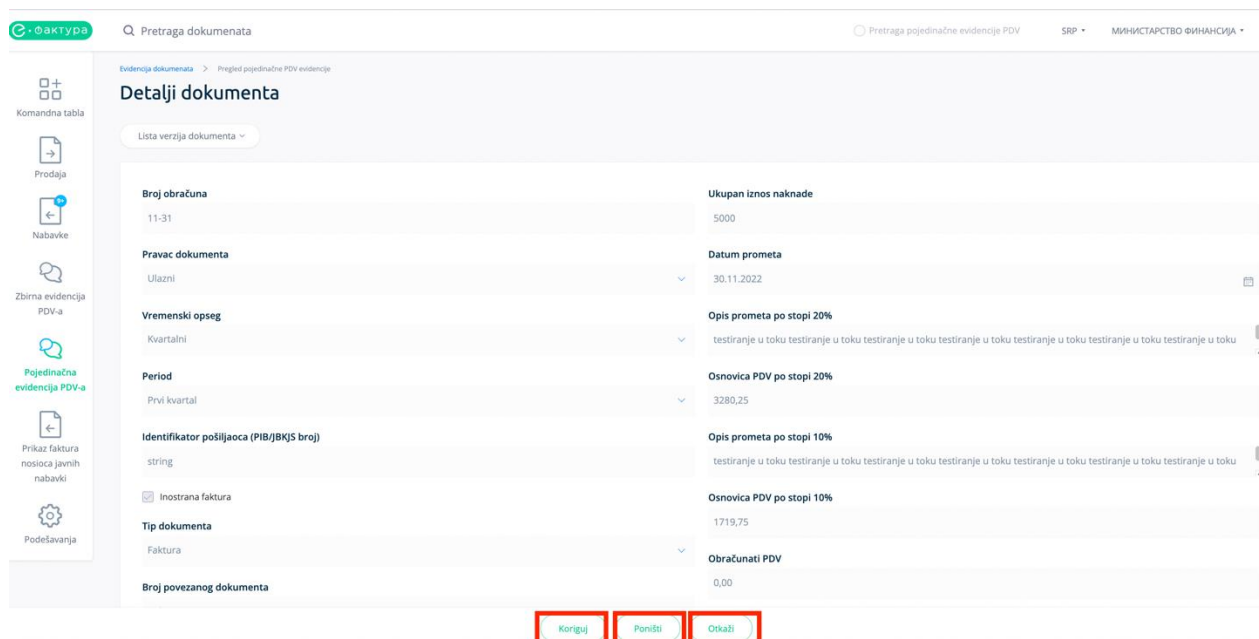 е·Фактура
Pretraga dokumenata
Pretraga pojedinačne evidencije PDV
SRP
МИНИСТАРСТВО ФИНАНСИЈА
Komandna tabla
Prodaja
9+
Nabavke
Zbirna evidencija
PDV-a
Pojedinačna
evidencija PDV-a
Prikaz faktura
nosioca javnih
nabavki
Podešavanja
Evidencija dokumenata > Pregled pojedinačne PDV evidencije
Detalji dokumenta
Lista verzija dokumenta
Broj obračuna
11-31
Pravac dokumenta
Ulazni
Vremenski opseg
Kvartalni
Period
Prvi kvartal
Identifikator pošiljaoca (PIB/JBKJS broj)
string
Inostrana faktura
Tip dokumenta
Faktura
Broj povezanog dokumenta
Ukupan iznos naknade
5000
Datum prometa
30.11.2022
Opis prometa po stopi 20%
testiranje u toku testiranje u toku testiranje u toku testiranje u toku testiranje u toku testiranje u toku testiranje u toku
Osnovica PDV po stopi 20%
3280,25
Opis prometa po stopi 10%
testiranje u toku testiranje u toku testiranje u toku testiranje u toku testiranje u toku testiranje u toku testiranje u toku
Osnovica PDV po stopi 10%
1719,75
Obračunati PDV
0,00
Koriguj
Poništi
Otkaži